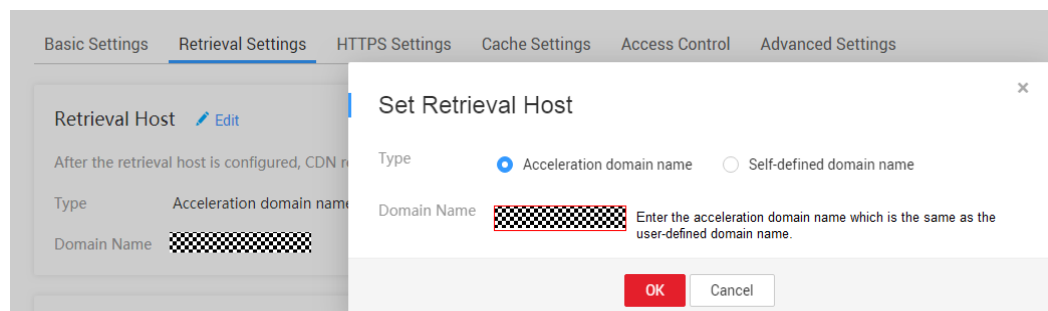 Basic Settings Retrieval Settings HTTPS Settings Cache Settings Access Control Advanced Settings
Retrieval Host Edit
After the retrieval host is configured, CDN
Type Acceleration domain name
Domain Name
Set Retrieval Host
×
Type Acceleration domain name Self-defined domain name
Domain Name Enter the acceleration domain name which is the same as the
user-defined domain name.
OK Cancel